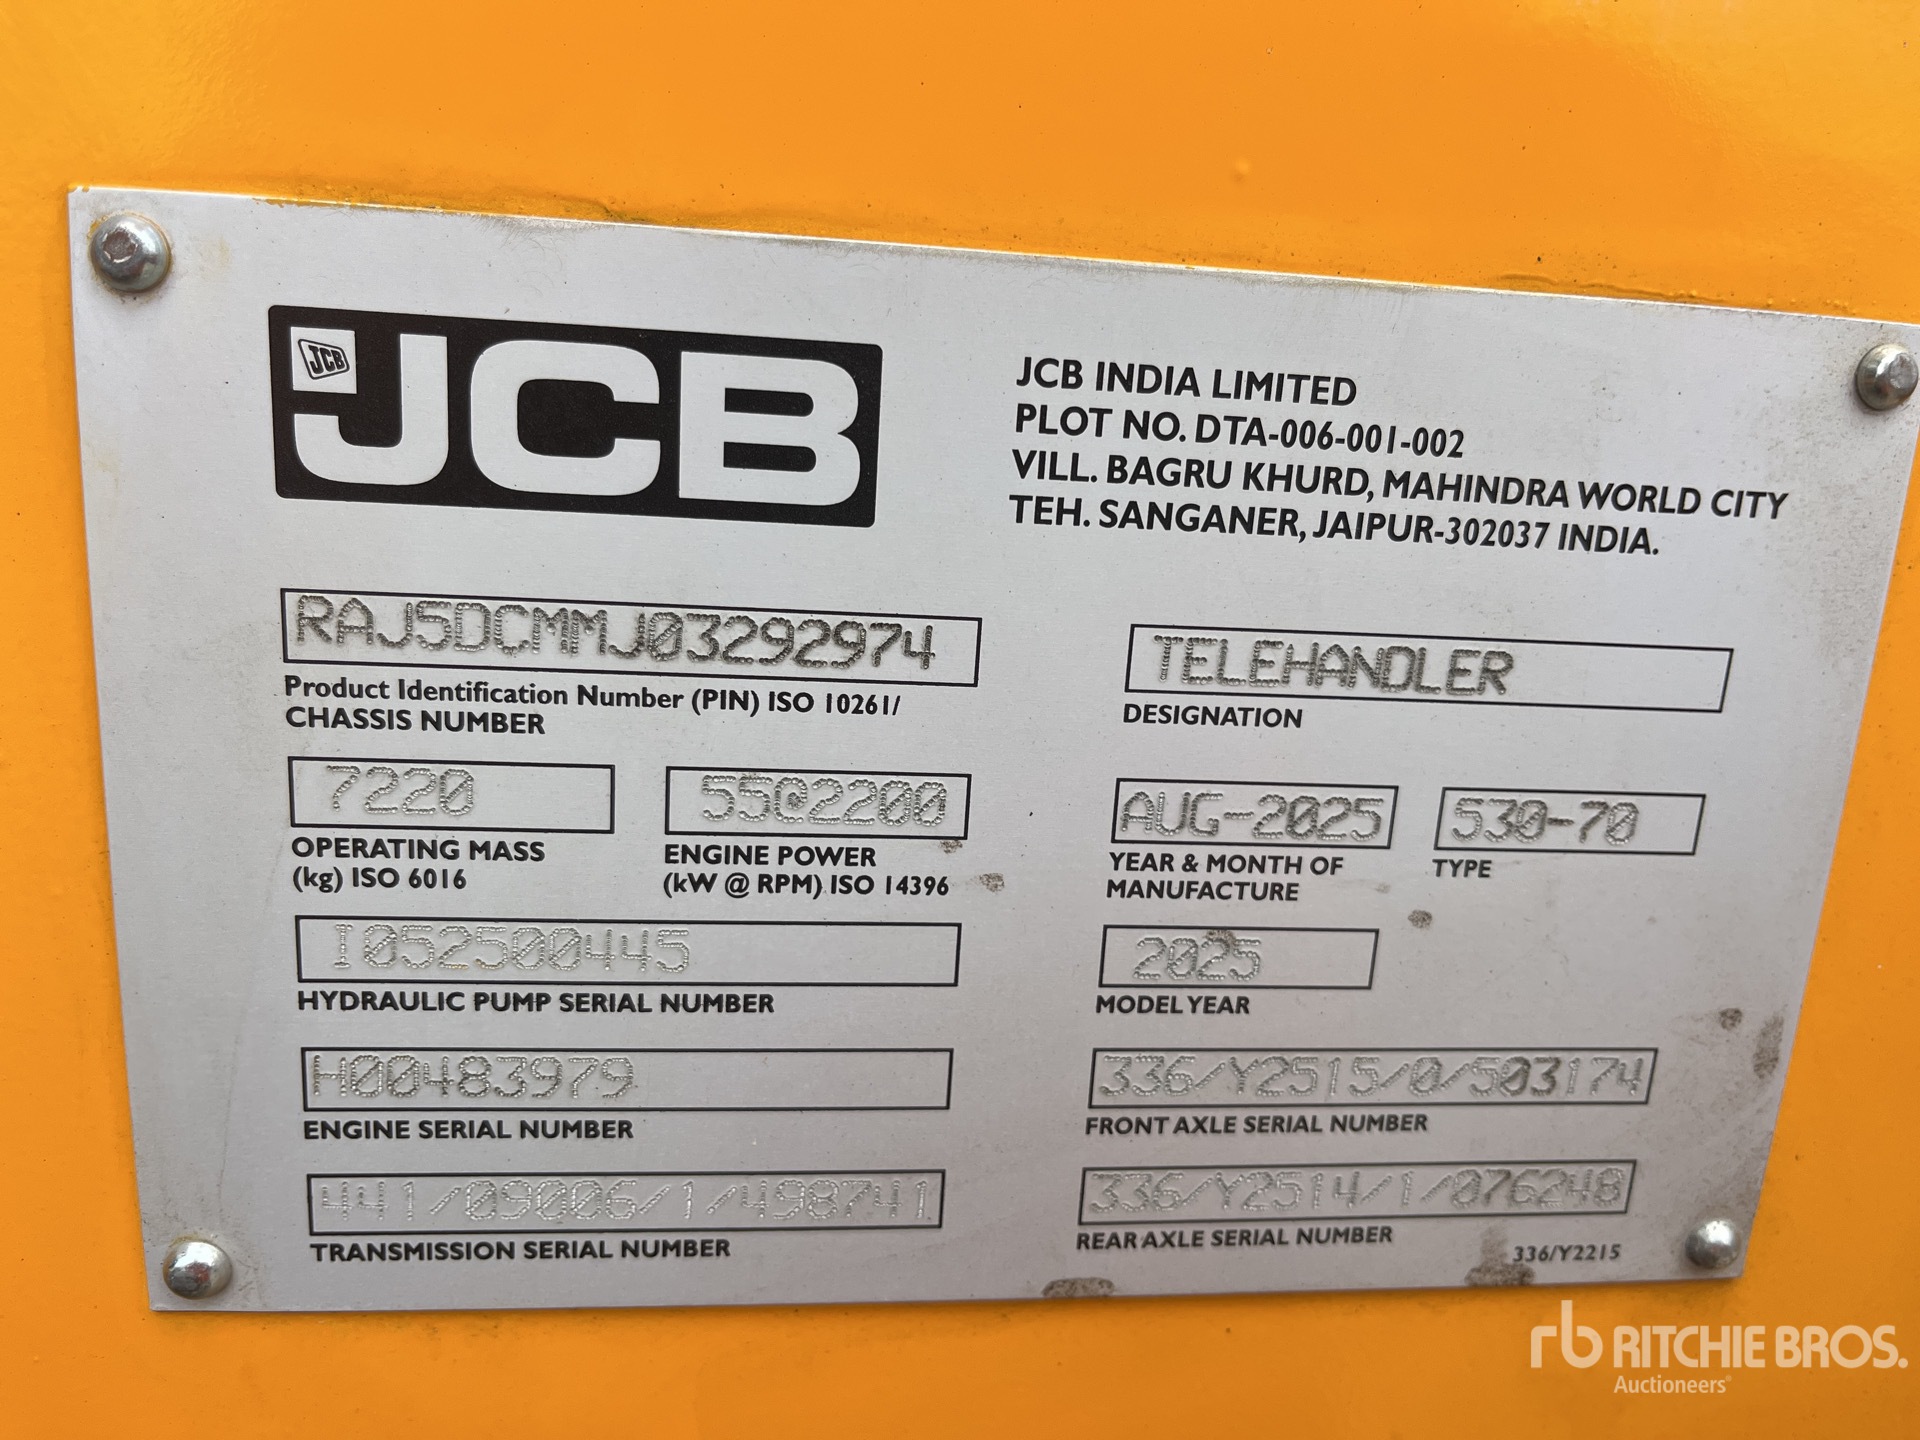 JCB
JCB
JCB INDIA LIMITED
PLOT NO. DTA-006-001-002
VILL. BAGRU KHURD, MAHINDRA WORLD CITY
TEH. SANGANER, JAIPUR-302037 INDIA.
RAJ5DCMMJ03292974
Product Identification Number (PIN) ISO 10261/
CHASSIS NUMBER
TELEHANDLER
DESIGNATION
7220
OPERATING MASS
(kg) ISO 6016
55@2200
ENGINE POWER
(kW @ RPM) ISO 14396
AUG-2025
YEAR & MONTH OF
MANUFACTURE
530-70
TYPE
I052500445
HYDRAULIC PUMP SERIAL NUMBER
2025
MODEL YEAR
H00483979
ENGINE SERIAL NUMBER
336/Y2515/0/503174
FRONT AXLE SERIAL NUMBER
441/09006/1/498741
TRANSMISSION SERIAL NUMBER
336/Y2514/1/076248
REAR AXLE SERIAL NUMBER
336/Y2215
rb RITCHIE BROS.
Auctioneers